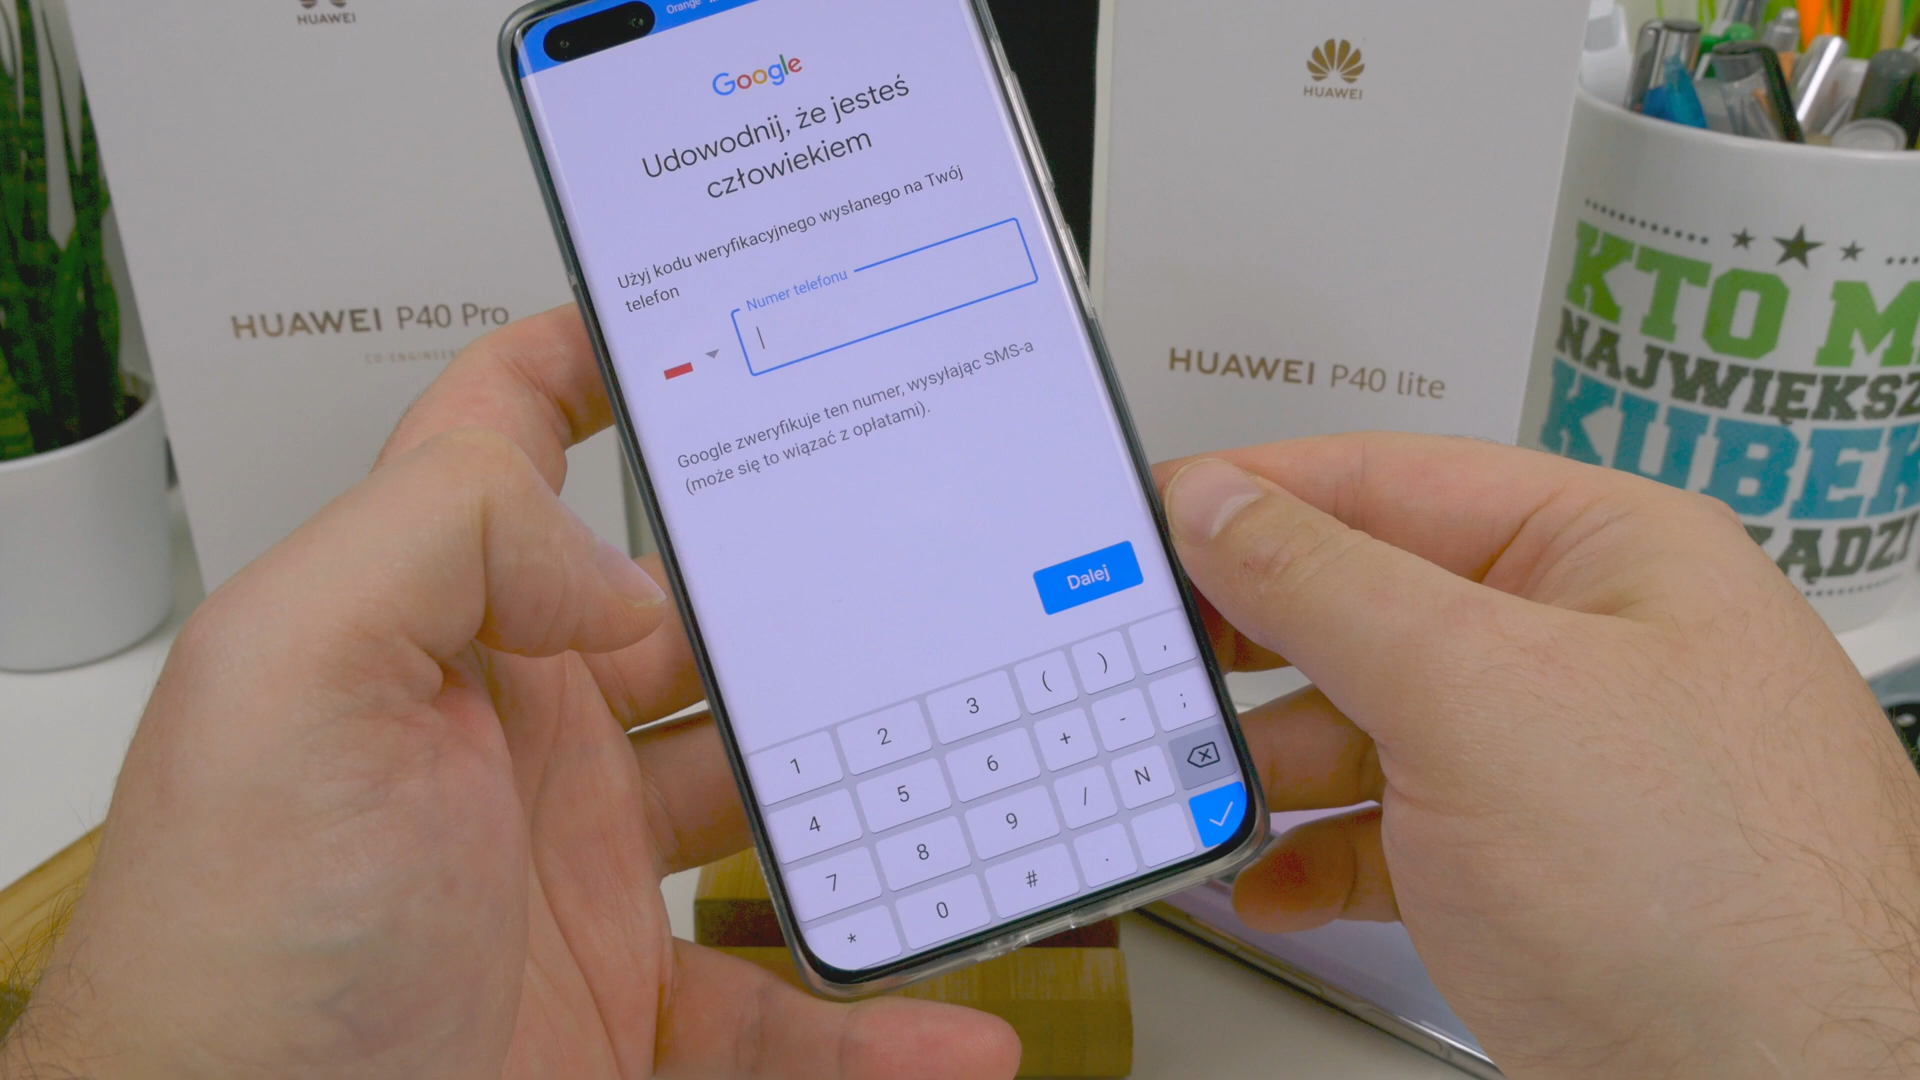 HUAWEI
HUAWEI P40 Pro
Orange
Google
Udowodnij, że jesteś
człowiekiem
Użyj kodu weryfikacyjnego wysłanego na Twój
telefon
Numer telefonu
Google zweryfikuje ten numer, wysyłając SMS-a
(może się to wiązać z opłatami).
Dalej
1 2 3 ( ) ,
4 5 6 + - ;
7 8 9 / N
* 0 # .
HUAWEI
HUAWEI P40 lite
KTO M
NAJWIĘKSZ
KUBEK
ĄDZI